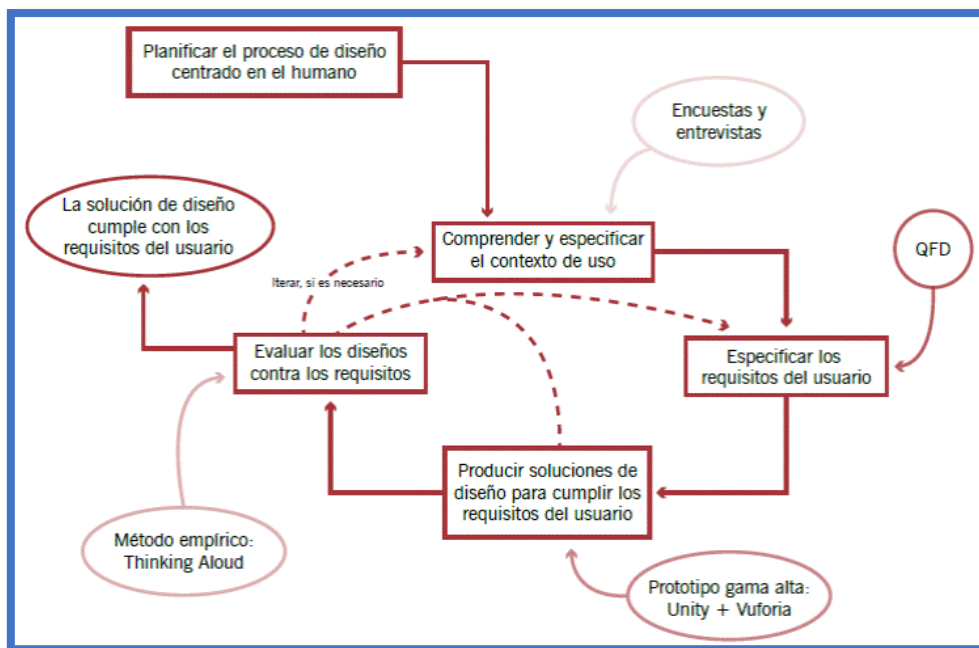 Planificar el proceso de diseño
centrado en el humano
Encuestas y
entrevistas
La solución de diseño
cumple con los
requisitos del usuario
Comprender y especificar
el contexto de uso
QFD
Iterar, si es necesario
Evaluar los diseños
contra los requisitos
Especificar los
requisitos del usuario
Producir soluciones de
diseño para cumplir los
requisitos del usuario
Método empírico:
Thinking Aloud
Prototipo gama alta:
Unity + Vuforia